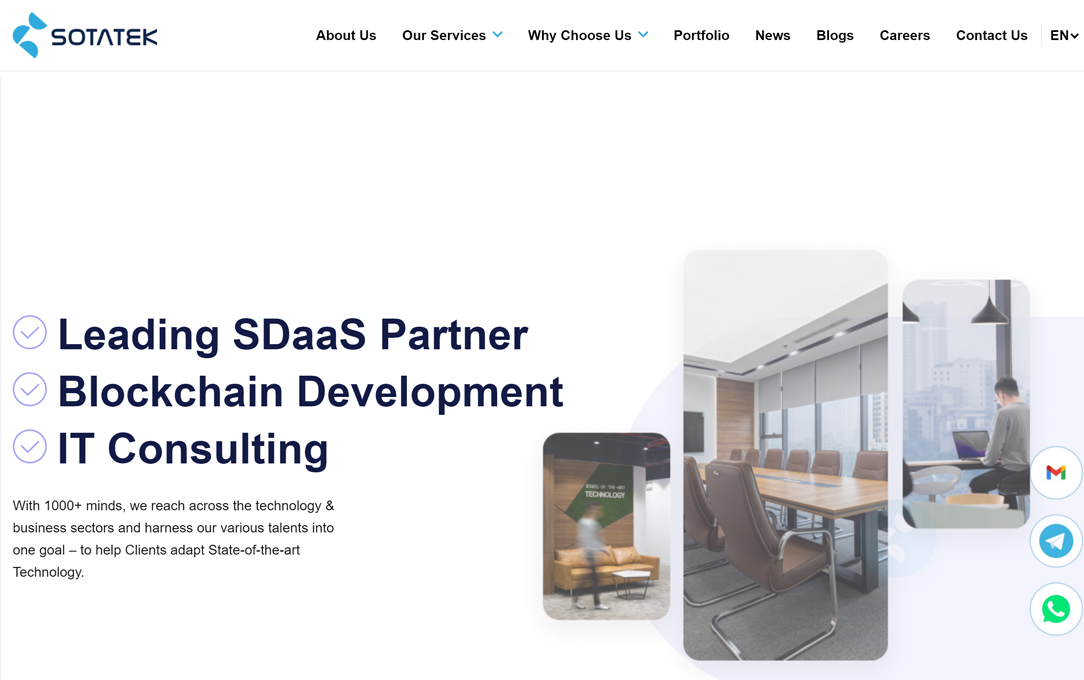 SOTATEK
About Us
Our Services
Why Choose Us
Portfolio
News
Blogs
Careers
Contact Us
EN
Leading SDaaS Partner
Blockchain Development
IT Consulting
With 1000+ minds, we reach across the technology &
business sectors and harness our various talents into
one goal – to help Clients adapt State-of-the-art
Technology.
STATE-OF-THE-ART
TECHNOLOGY